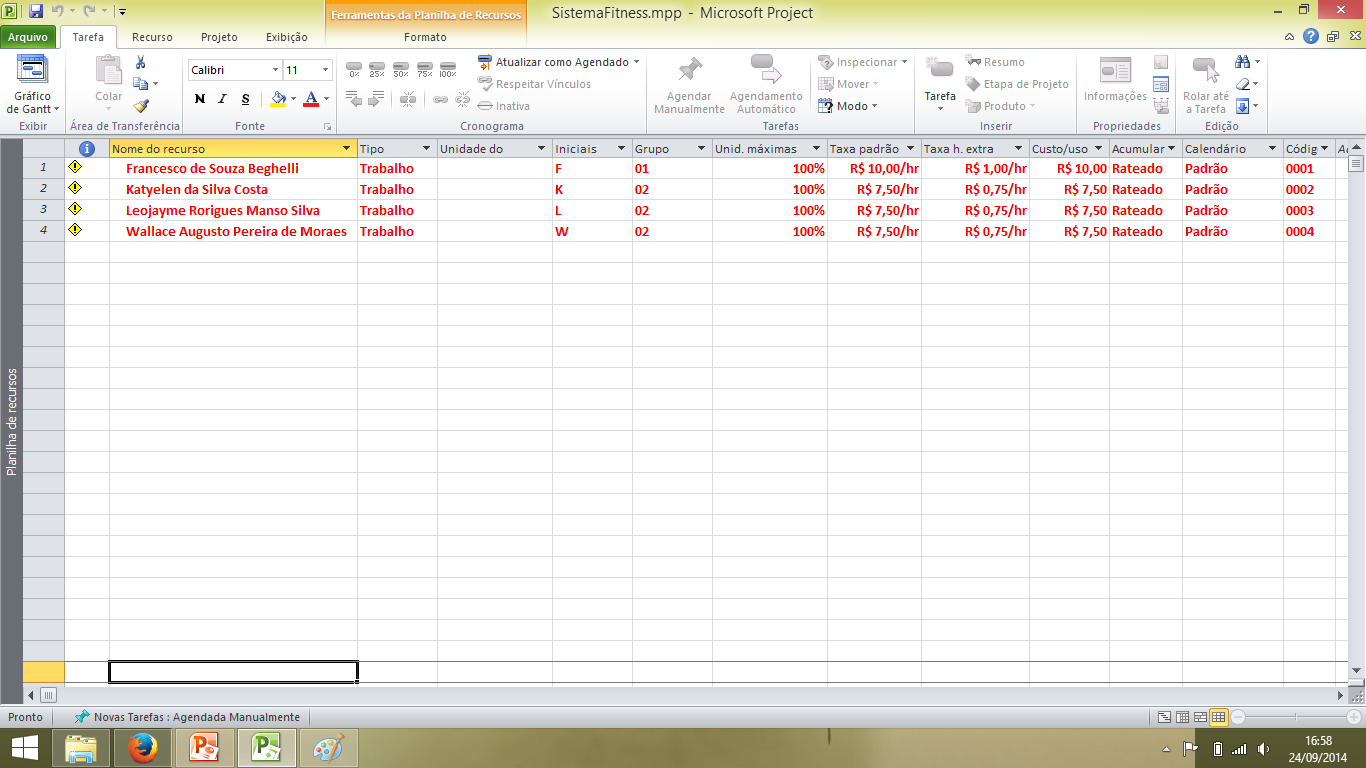 SistemaFitness.mpp - Microsoft Project
Ferramentas da Planilha de Recursos
Arquivo Tarefa Recurso Projeto Exibição Formato
Gráfico de Gantt
Exibir
Colar
Área de Transferência
Calibri 11
N I S A
Fonte
0% 25% 50% 75% 100%
Atualizar como Agendado
Respeitar Vínculos
Inativa
Cronograma
Agendar Manualmente
Agendamento Automático
Inspecionar
Mover
Modo
Tarefas
Tarefa
Resumo
Etapa de Projeto
Produto
Inserir
Informações
Propriedades
Rolar até a Tarefa
Edição
Nome do recurso Tipo Unidade do Iniciais Grupo Unid. máximas Taxa padrão Taxa h. extra Custo/uso Acumular Calendário Códig
1 Francesco de Souza Beghelli Trabalho F 01 100% R$ 10,00/hr R$ 1,00/hr R$ 10,00 Rateado Padrão 0001
2 Katyelen da Silva Costa Trabalho K 02 100% R$ 7,50/hr R$ 0,75/hr R$ 7,50 Rateado Padrão 0002
3 Leojayme Rorigues Manso Silva Trabalho L 02 100% R$ 7,50/hr R$ 0,75/hr R$ 7,50 Rateado Padrão 0003
4 Wallace Augusto Pereira de Moraes Trabalho W 02 100% R$ 7,50/hr R$ 0,75/hr R$ 7,50 Rateado Padrão 0004
Planilha de recursos
Pronto Novas Tarefas : Agendada Manualmente
16:58
24/09/2014